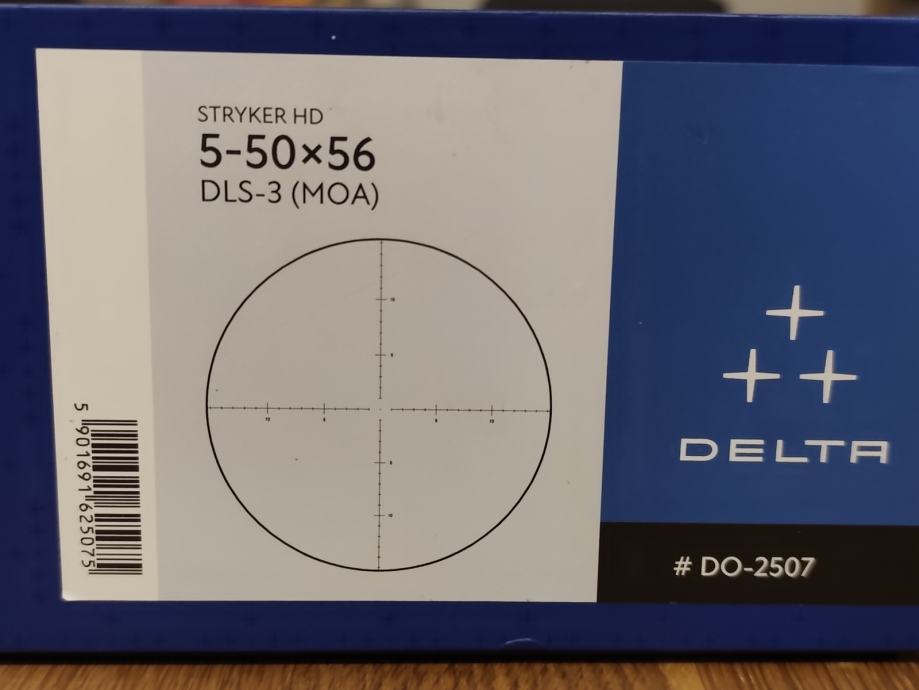 STRYKER HD
5-50×56
DLS-3 (MOA)
5 901691 625075
DELTA
# DO-2507